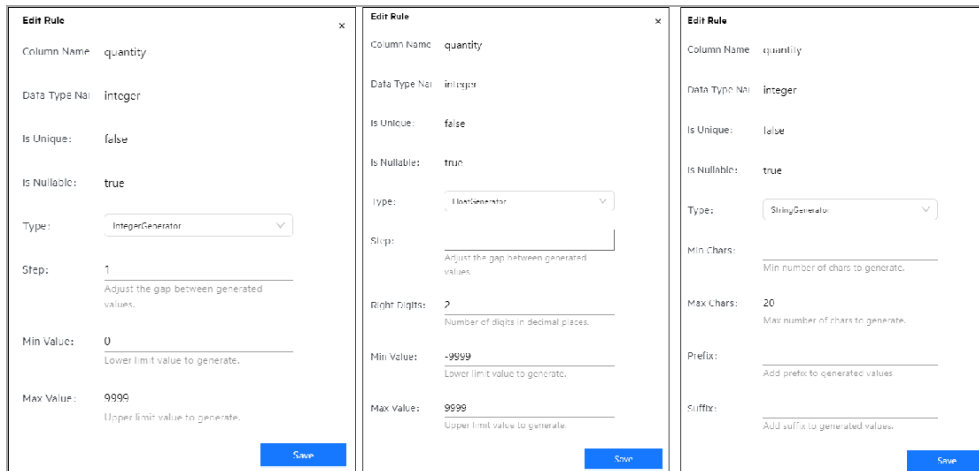 Edit Rule
×
Column Name quantity
Data Type Nai integer
Is Unique: false
Is Nullable: true
Type: IntegerGenerator
Step: 1
Adjust the gap between generated
values.
Min Value: 0
Lower limit value to generate.
Max Value: 9999
Upper limit value to generate.
Save
Edit Rule
×
Column Name quantity
Data Type Nai integer
Is Unique: false
Is Nullable: true
Type: FloatGenerator
Step:
Adjust the gap between generated
values.
Right Digits: 2
Number of digits in decimal places.
Min Value: -9999
Lower limit value to generate.
Max Value: 9999
Upper limit value to generate.
Save
Edit Rule
Column Name quantity
Data Type Nai integer
Is Unique: false
Is Nullable: true
Type: StringGenerator
Min Chars:
Min number of chars to generate.
Max Chars: 20
Max number of chars to generate.
Prefix:
Add prefix to generated values.
Suffix:
Add suffix to generated values.
Save